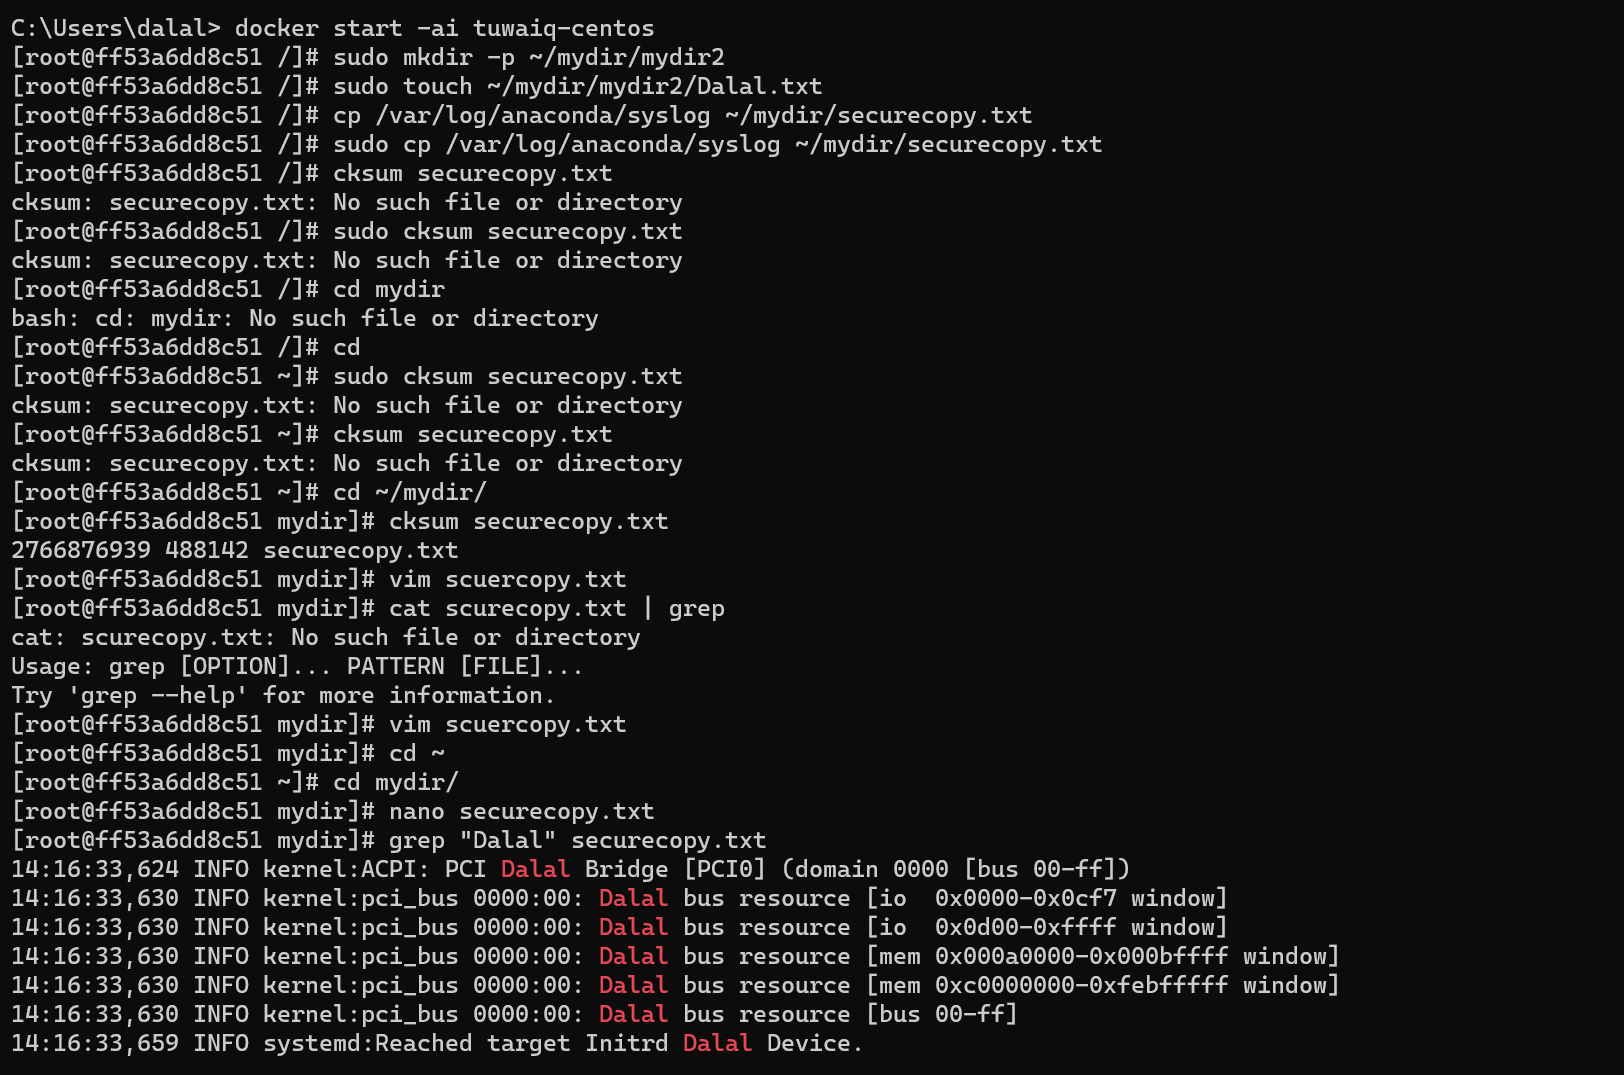 C:\Users\dalal> docker start -ai tuwaiq-centos
[root@ff53a6dd8c51 /]# sudo mkdir -p ~/mydir/mydir2
[root@ff53a6dd8c51 /]# sudo touch ~/mydir/mydir2/Dalal.txt
[root@ff53a6dd8c51 /]# cp /var/log/anaconda/syslog ~/mydir/securecopy.txt
[root@ff53a6dd8c51 /]# sudo cp /var/log/anaconda/syslog ~/mydir/securecopy.txt
[root@ff53a6dd8c51 /]# cksum securecopy.txt
cksum: securecopy.txt: No such file or directory
[root@ff53a6dd8c51 /]# sudo cksum securecopy.txt
cksum: securecopy.txt: No such file or directory
[root@ff53a6dd8c51 /]# cd mydir
bash: cd: mydir: No such file or directory
[root@ff53a6dd8c51 /]# cd
[root@ff53a6dd8c51 ~]# sudo cksum securecopy.txt
cksum: securecopy.txt: No such file or directory
[root@ff53a6dd8c51 ~]# cksum securecopy.txt
cksum: securecopy.txt: No such file or directory
[root@ff53a6dd8c51 ~]# cd ~/mydir/
[root@ff53a6dd8c51 mydir]# cksum securecopy.txt
2766876939 488142 securecopy.txt
[root@ff53a6dd8c51 mydir]# vim scuercopy.txt
[root@ff53a6dd8c51 mydir]# cat scurecopy.txt | grep
cat: scurecopy.txt: No such file or directory
Usage: grep [OPTION]... PATTERN [FILE]...
Try 'grep --help' for more information.
[root@ff53a6dd8c51 mydir]# vim scuercopy.txt
[root@ff53a6dd8c51 mydir]# cd ~
[root@ff53a6dd8c51 ~]# cd mydir/
[root@ff53a6dd8c51 mydir]# nano securecopy.txt
[root@ff53a6dd8c51 mydir]# grep "Dalal" securecopy.txt
14:16:33,624 INFO kernel:ACPI: PCI Dalal Bridge [PCI0] (domain 0000 [bus 00-ff])
14:16:33,630 INFO kernel:pci_bus 0000:00: Dalal bus resource [io  0x0000-0x0cf7 window]
14:16:33,630 INFO kernel:pci_bus 0000:00: Dalal bus resource [io  0x0d00-0xffff window]
14:16:33,630 INFO kernel:pci_bus 0000:00: Dalal bus resource [mem 0x000a0000-0x000bffff window]
14:16:33,630 INFO kernel:pci_bus 0000:00: Dalal bus resource [mem 0xc0000000-0xfebfffff window]
14:16:33,630 INFO kernel:pci_bus 0000:00: Dalal bus resource [bus 00-ff]
14:16:33,659 INFO systemd:Reached target Initrd Dalal Device.